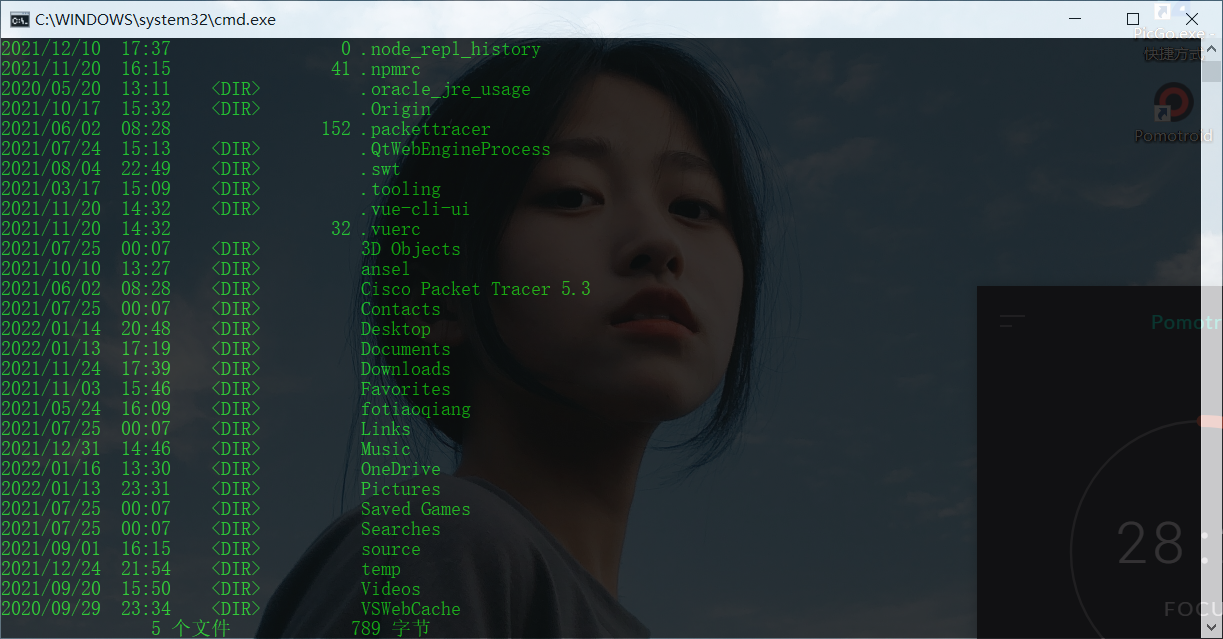 C:\WINDOWS\system32\cmd.exe
PicGo.exe -
快捷方式
Pomotroid
2021/12/10  17:37                 0 .node_repl_history
2021/11/20  16:15                41 .npmrc
2020/05/20  13:11    <DIR>          .oracle_jre_usage
2021/10/17  15:32    <DIR>          .Origin
2021/06/02  08:28               152 .packettracer
2021/07/24  15:13    <DIR>          .QtWebEngineProcess
2021/08/04  22:49    <DIR>          .swt
2021/03/17  15:09    <DIR>          .tooling
2021/11/20  14:32    <DIR>          .vue-cli-ui
2021/11/20  14:32                32 .vuerc
2021/07/25  00:07    <DIR>          3D Objects
2021/10/10  13:27    <DIR>          ansel
2021/06/02  08:28    <DIR>          Cisco Packet Tracer 5.3
2021/07/25  00:07    <DIR>          Contacts
2022/01/14  20:48    <DIR>          Desktop
2022/01/13  17:19    <DIR>          Documents
2021/11/24  17:39    <DIR>          Downloads
2021/11/03  15:46    <DIR>          Favorites
2021/05/24  16:09    <DIR>          fotiaoqiang
2021/07/25  00:07    <DIR>          Links
2021/12/31  14:46    <DIR>          Music
2022/01/16  13:30    <DIR>          OneDrive
2022/01/13  23:31    <DIR>          Pictures
2021/07/25  00:07    <DIR>          Saved Games
2021/07/25  00:07    <DIR>          Searches
2021/09/01  16:15    <DIR>          source
2021/12/24  21:54    <DIR>          temp
2021/09/20  15:50    <DIR>          Videos
2020/09/29  23:34    <DIR>          VSWebCache
5 个文件            789 字节
Pomotr
28:
FOCU